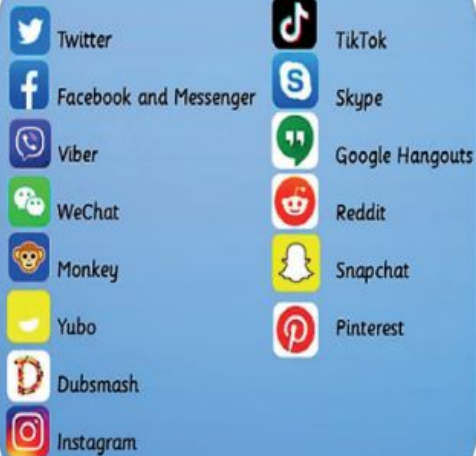 Twitter
Facebook and Messenger
Viber
WeChat
Monkey
Yubo
Dubsmash
Instagram
TikTok
Skype
Google Hangouts
Reddit
Snapchat
Pinterest